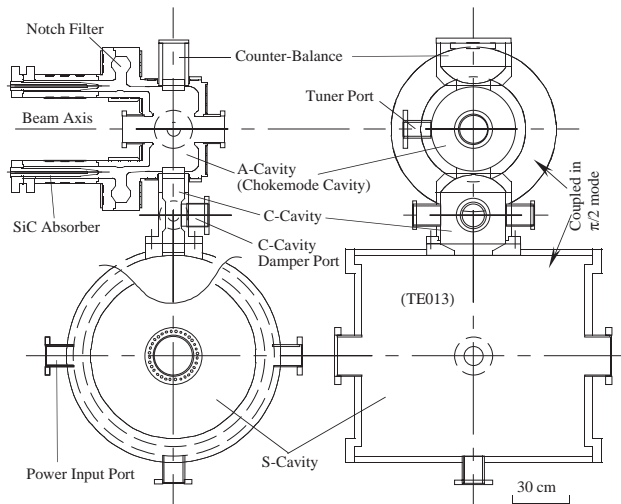 Notch Filter
Counter-Balance
Beam Axis
Tuner Port
A-Cavity
(Chokemode Cavity)
SiC Absorber
C-Cavity
C-Cavity
Damper Port
Coupled in
π/2 mode
(TE013)
S-Cavity
Power Input Port
30 cm